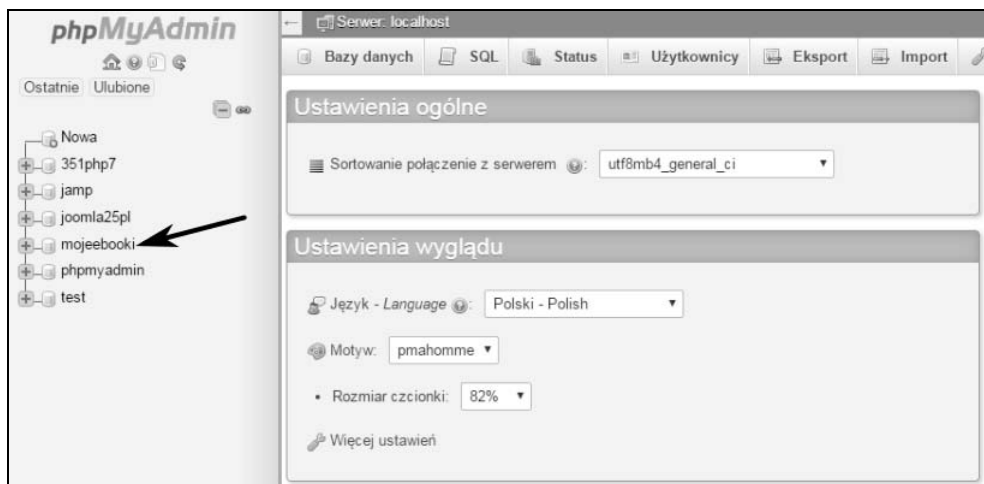 phpMyAdmin
Ostatnie Ulubione
Nowa
351php7
jamp
joomla25pl
mojeebooki
phpmyadmin
test
Serwer: localhost
Bazy danych SQL Status Użytkownicy Eksport Import
Ustawienia ogólne
Sortowanie połączenie z serwerem : utf8mb4_general_ci
Ustawienia wyglądu
Język - Language : Polski - Polish
Motyw: pmahomme
• Rozmiar czcionki: 82%
Więcej ustawień